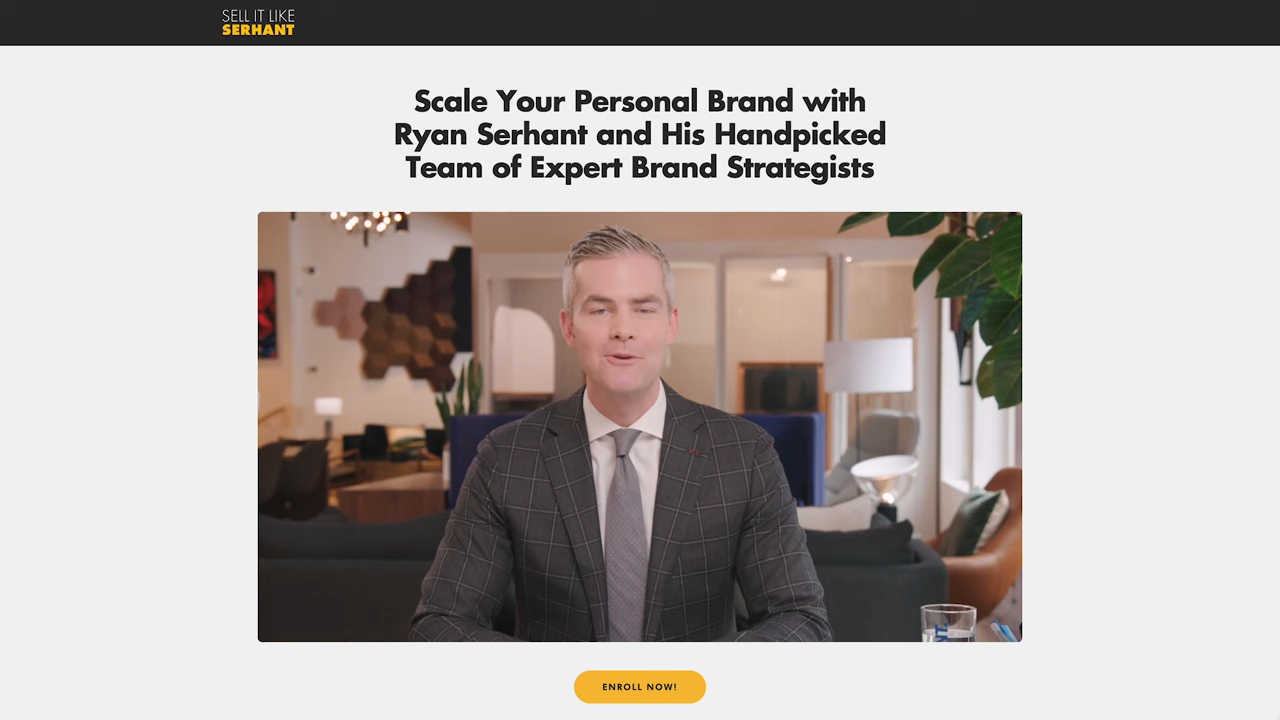 SELL IT LIKE
SERHANT
Scale Your Personal Brand with
Ryan Serhant and His Handpicked
Team of Expert Brand Strategists
ENROLL NOW!